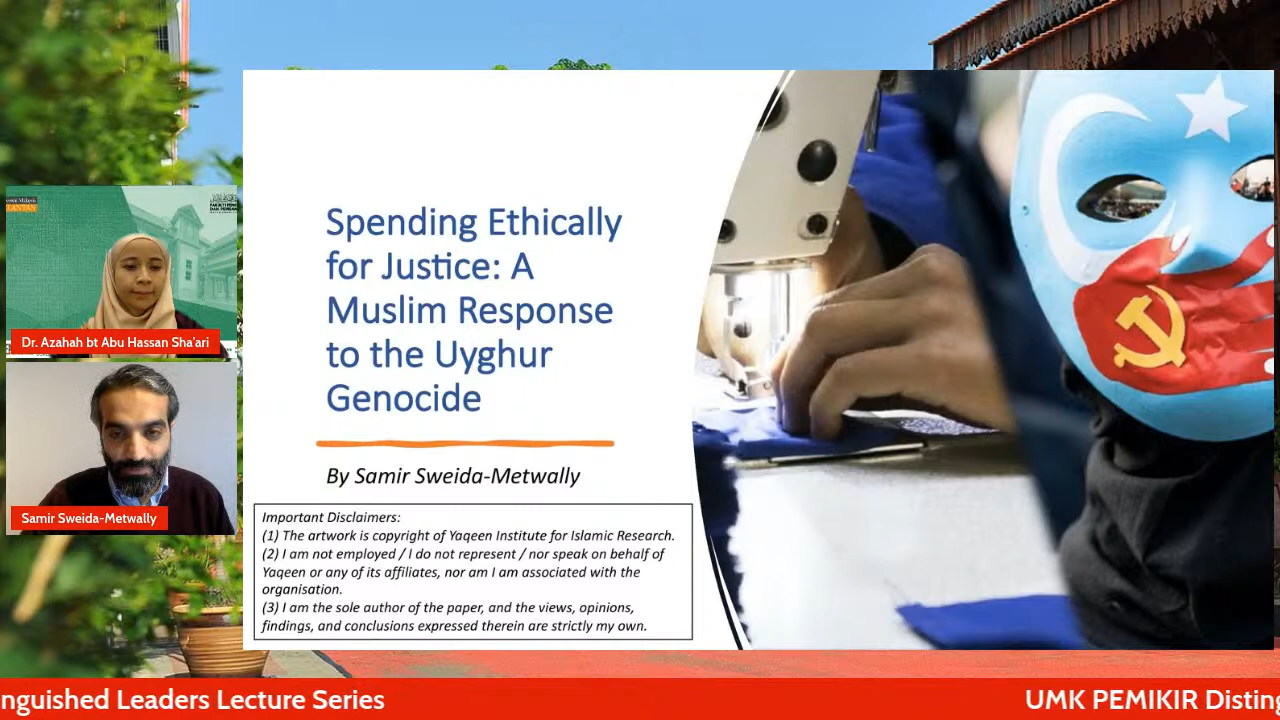 LANTAN
Dr. Azahah bt Abu Hassan Sha'ari
Samir Sweida-Metwally
Spending Ethically
for Justice: A
Muslim Response
to the Uyghur
Genocide
By Samir Sweida-Metwally
Important Disclaimers:
(1) The artwork is copyright of Yaqeen Institute for Islamic Research.
(2) I am not employed / I do not represent / nor speak on behalf of
Yaqeen or any of its affiliates, nor am I am associated with the
organisation.
(3) I am the sole author of the paper, and the views, opinions,
findings, and conclusions expressed therein are strictly my own.
nguished Leaders Lecture Series
UMK PEMIKIR Disting